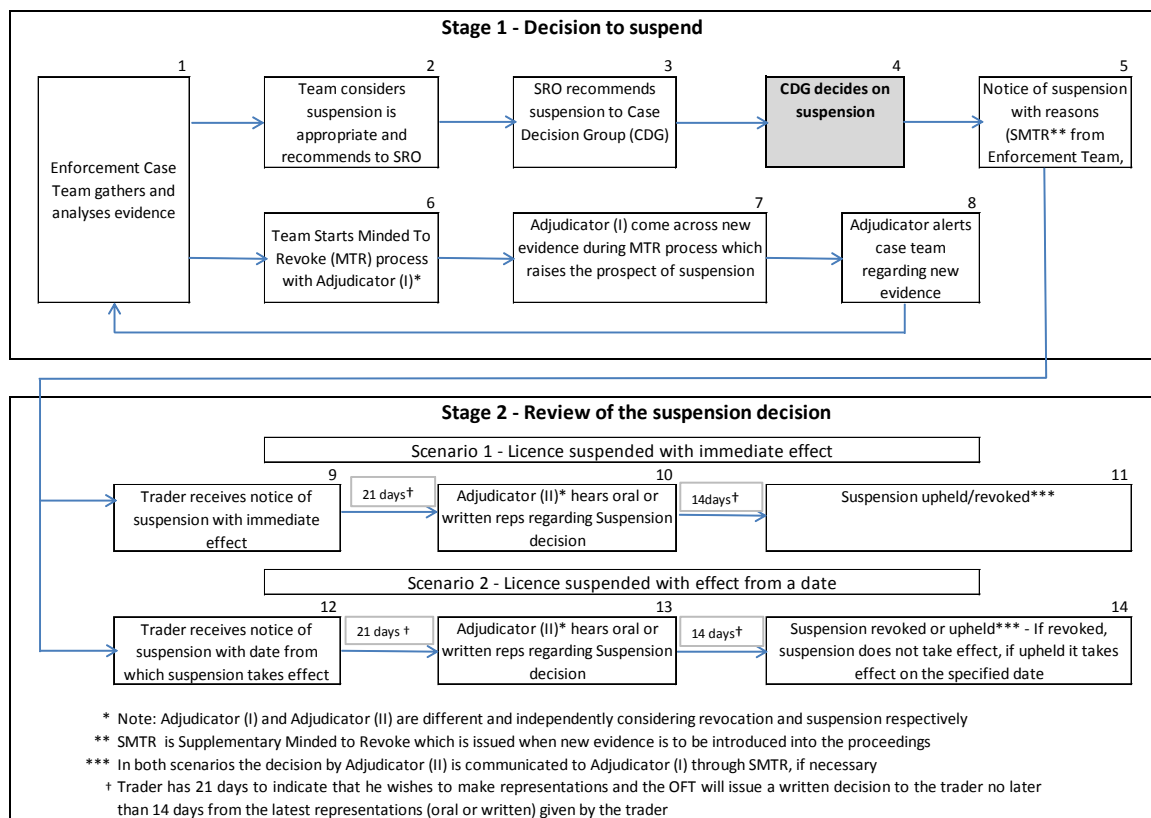 Stage 1 - Decision to suspend
1
Enforcement Case
Team gathers and
analyses evidence
2
Team considers
suspension is
appropriate and
recommends to SRO
3
SRO recommends
suspension to Case
Decision Group (CDG)
4
CDG decides on
suspension
5
Notice of suspension
with reasons
(SMTR** from
Enforcement Team,
6
Team Starts Minded To
Revoke (MTR) process
with Adjudicator (I)*
7
Adjudicator (I) come across new
evidence during MTR process which
raises the prospect of suspension
8
Adjudicator alerts
case team
regarding new
evidence
Stage 2 - Review of the suspension decision
Scenario 1 - Licence suspended with immediate effect
9
Trader receives notice of
suspension with immediate
effect
21 days†
10
Adjudicator (II)* hears oral or
written reps regarding Suspension
decision
14days†
11
Suspension upheld/revoked***
Scenario 2 - Licence suspended with effect from a date
12
Trader receives notice of
suspension with date from
which suspension takes effect
21 days †
13
Adjudicator (II)* hears oral or
written reps regarding Suspension
decision
14 days†
14
Suspension revoked or upheld*** - If revoked,
suspension does not take effect, if upheld it takes
effect on the specified date
* Note: Adjudicator (I) and Adjudicator (II) are different and independently considering revocation and suspension respectively
** SMTR is Supplementary Minded to Revoke which is issued when new evidence is to be introduced into the proceedings
*** In both scenarios the decision by Adjudicator (II) is communicated to Adjudicator (I) through SMTR, if necessary
† Trader has 21 days to indicate that he wishes to make representations and the OFT will issue a written decision to the trader no later
than 14 days from the latest representations (oral or written) given by the trader